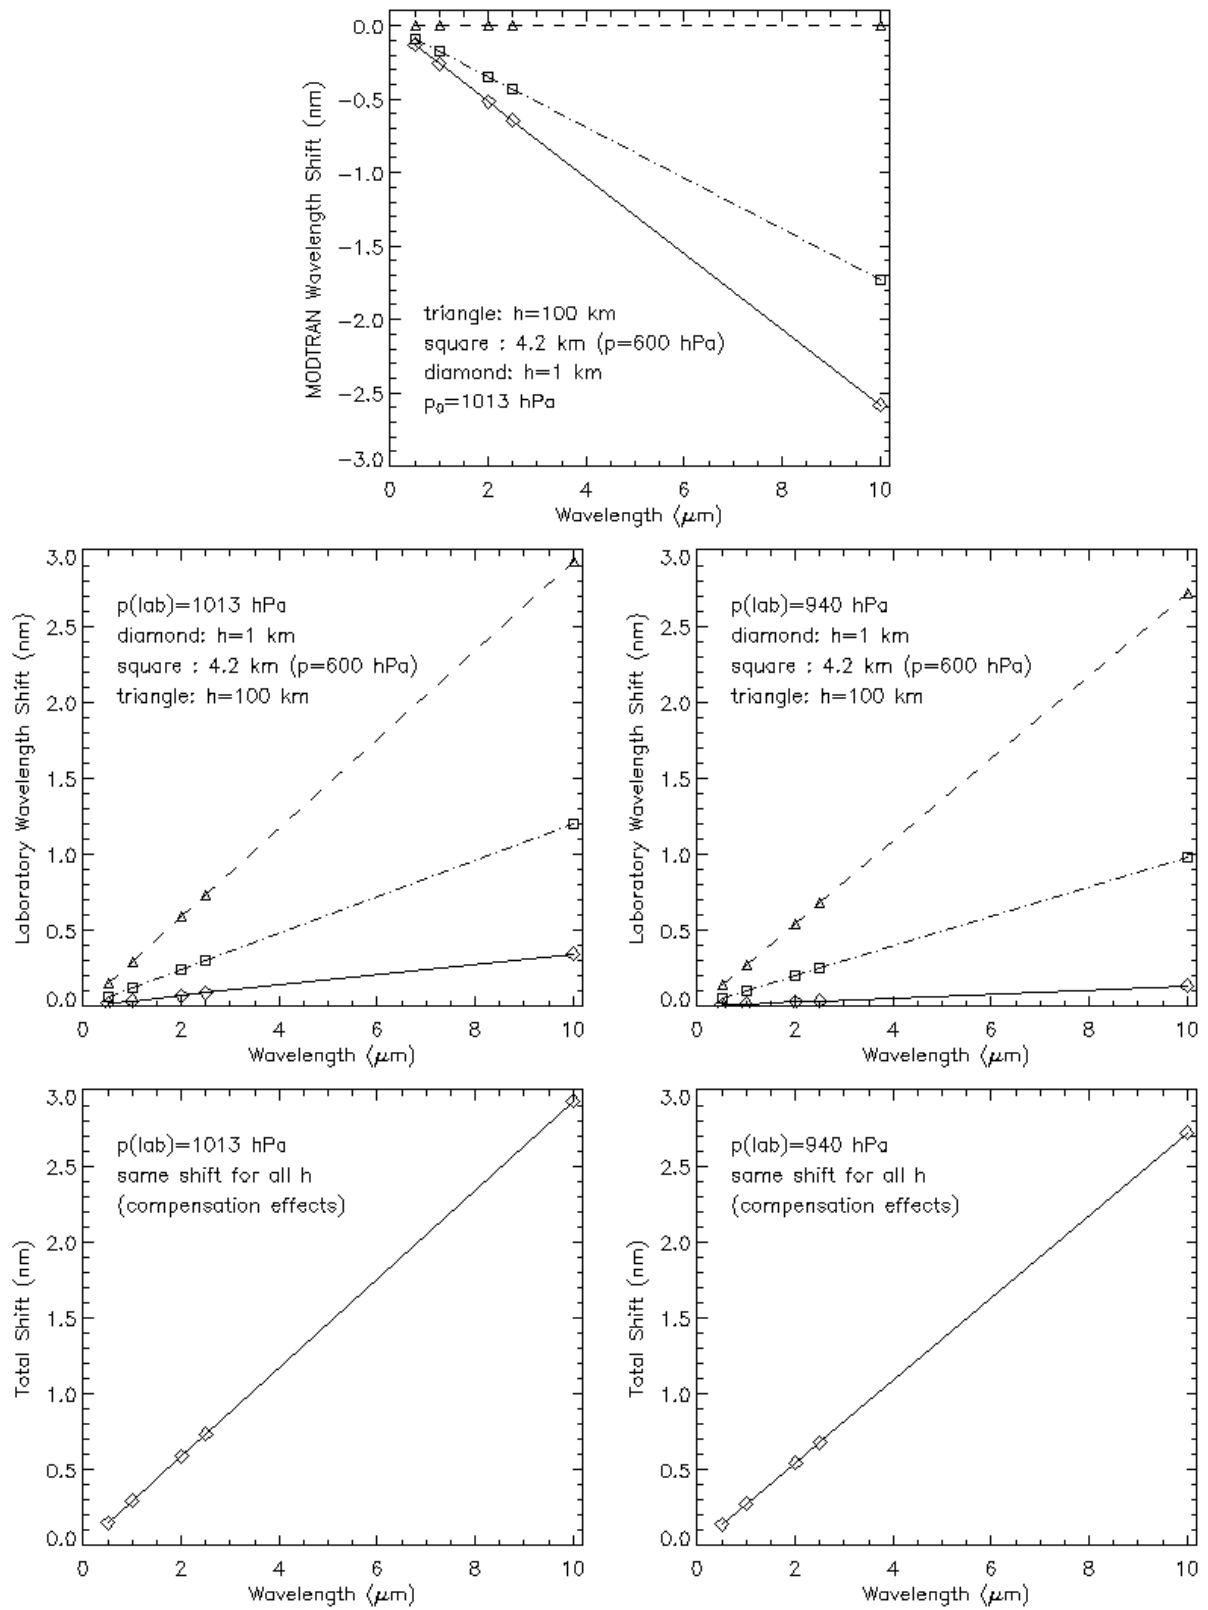 MODTRAN Wavelength Shift (nm)
0.0
−0.5
−1.0
−1.5
−2.0
−2.5
−3.0
triangle: h=100 km
square : 4.2 km (p=600 hPa)
diamond: h=1 km
p₀=1013 hPa
0 2 4 6 8 10
Wavelength (μm)
Laboratory Wavelength Shift (nm)
3.0
2.5
2.0
1.5
1.0
0.5
0.0
p(lab)=1013 hPa
diamond: h=1 km
square : 4.2 km (p=600 hPa)
triangle: h=100 km
0 2 4 6 8 10
Wavelength (μm)
Laboratory Wavelength Shift (nm)
3.0
2.5
2.0
1.5
1.0
0.5
0.0
p(lab)=940 hPa
diamond: h=1 km
square : 4.2 km (p=600 hPa)
triangle: h=100 km
0 2 4 6 8 10
Wavelength (μm)
Total Shift (nm)
3.0
2.5
2.0
1.5
1.0
0.5
0.0
p(lab)=1013 hPa
same shift for all h
(compensation effects)
0 2 4 6 8 10
Wavelength (μm)
Total Shift (nm)
3.0
2.5
2.0
1.5
1.0
0.5
0.0
p(lab)=940 hPa
same shift for all h
(compensation effects)
0 2 4 6 8 10
Wavelength (μm)